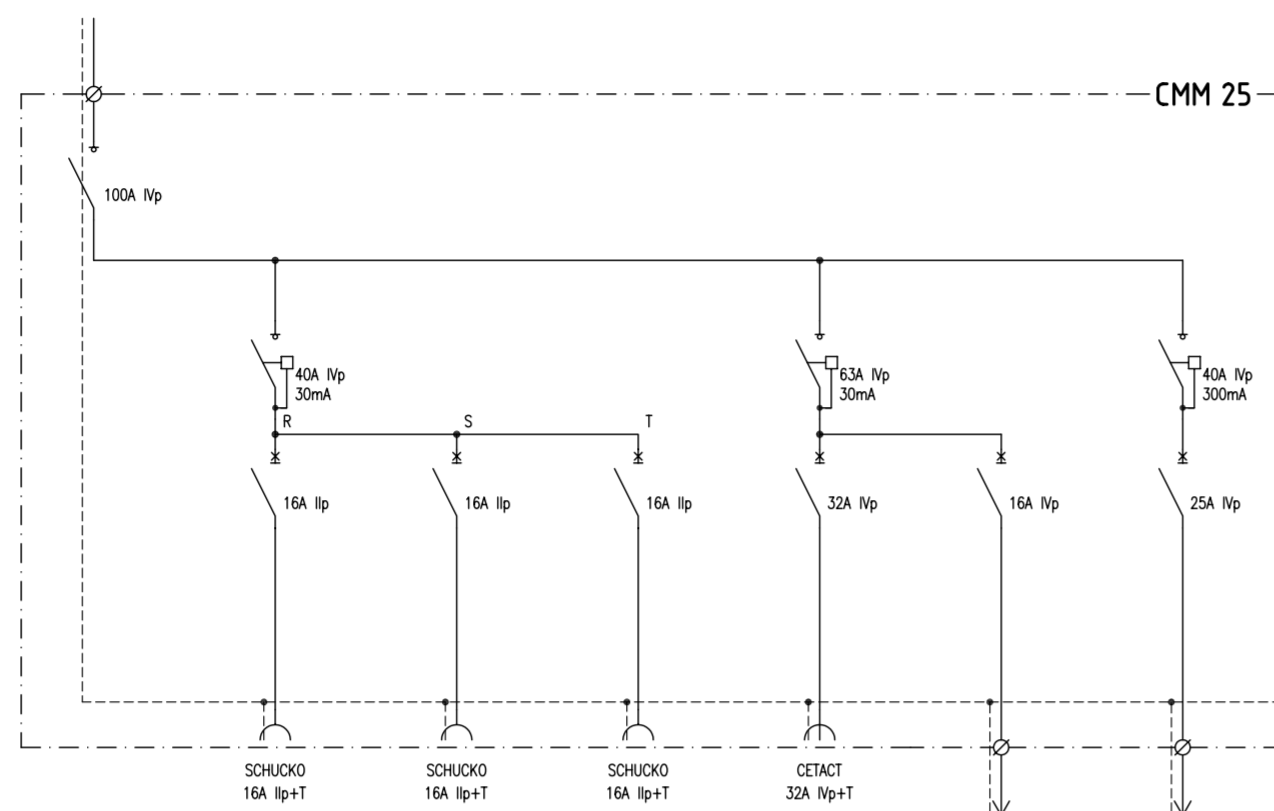 CMM 25
100A IVp
40A IVp
30mA
63A IVp
30mA
40A IVp
300mA
R
S
T
16A IIp
16A IIp
16A IIp
32A IVp
16A IVp
25A IVp
SCHUCKO
16A IIp+T
SCHUCKO
16A IIp+T
SCHUCKO
16A IIp+T
CETACT
32A IVp+T